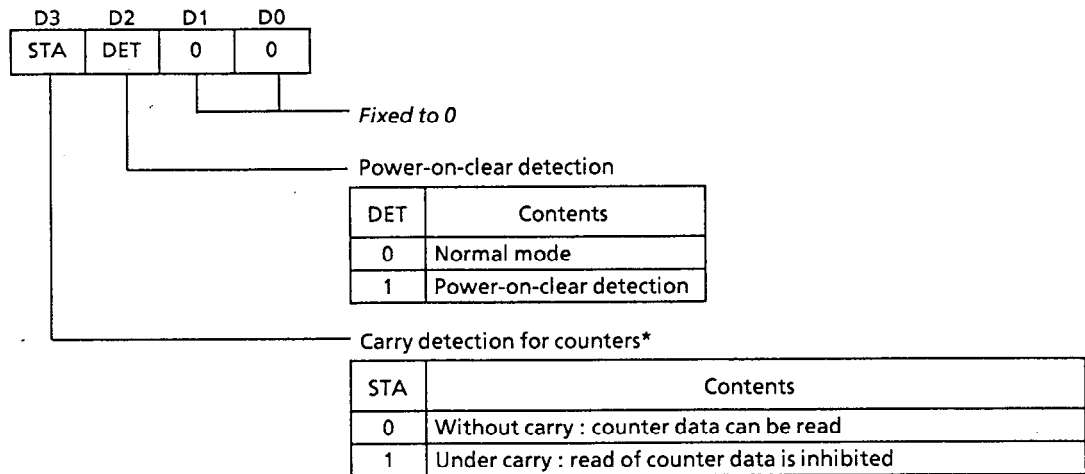 D3 D2 D1 D0
STA DET 0 0
Fixed to 0
Power-on-clear detection
DET Contents
0 Normal mode
1 Power-on-clear detection
Carry detection for counters*
STA Contents
0 Without carry : counter data can be read
1 Under carry : read of counter data is inhibited